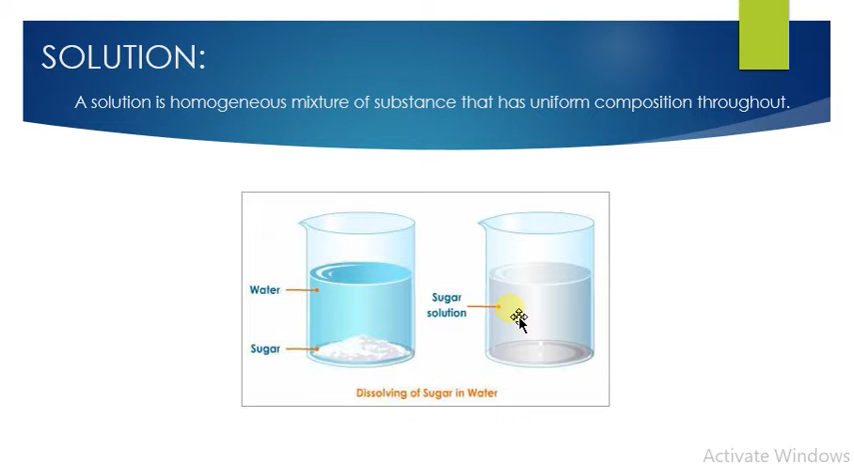 SOLUTION:
A solution is homogeneous mixture of substance that has uniform composition throughout.
Water
Sugar
solution
Sugar
Dissolving of Sugar in Water
Activate Windows